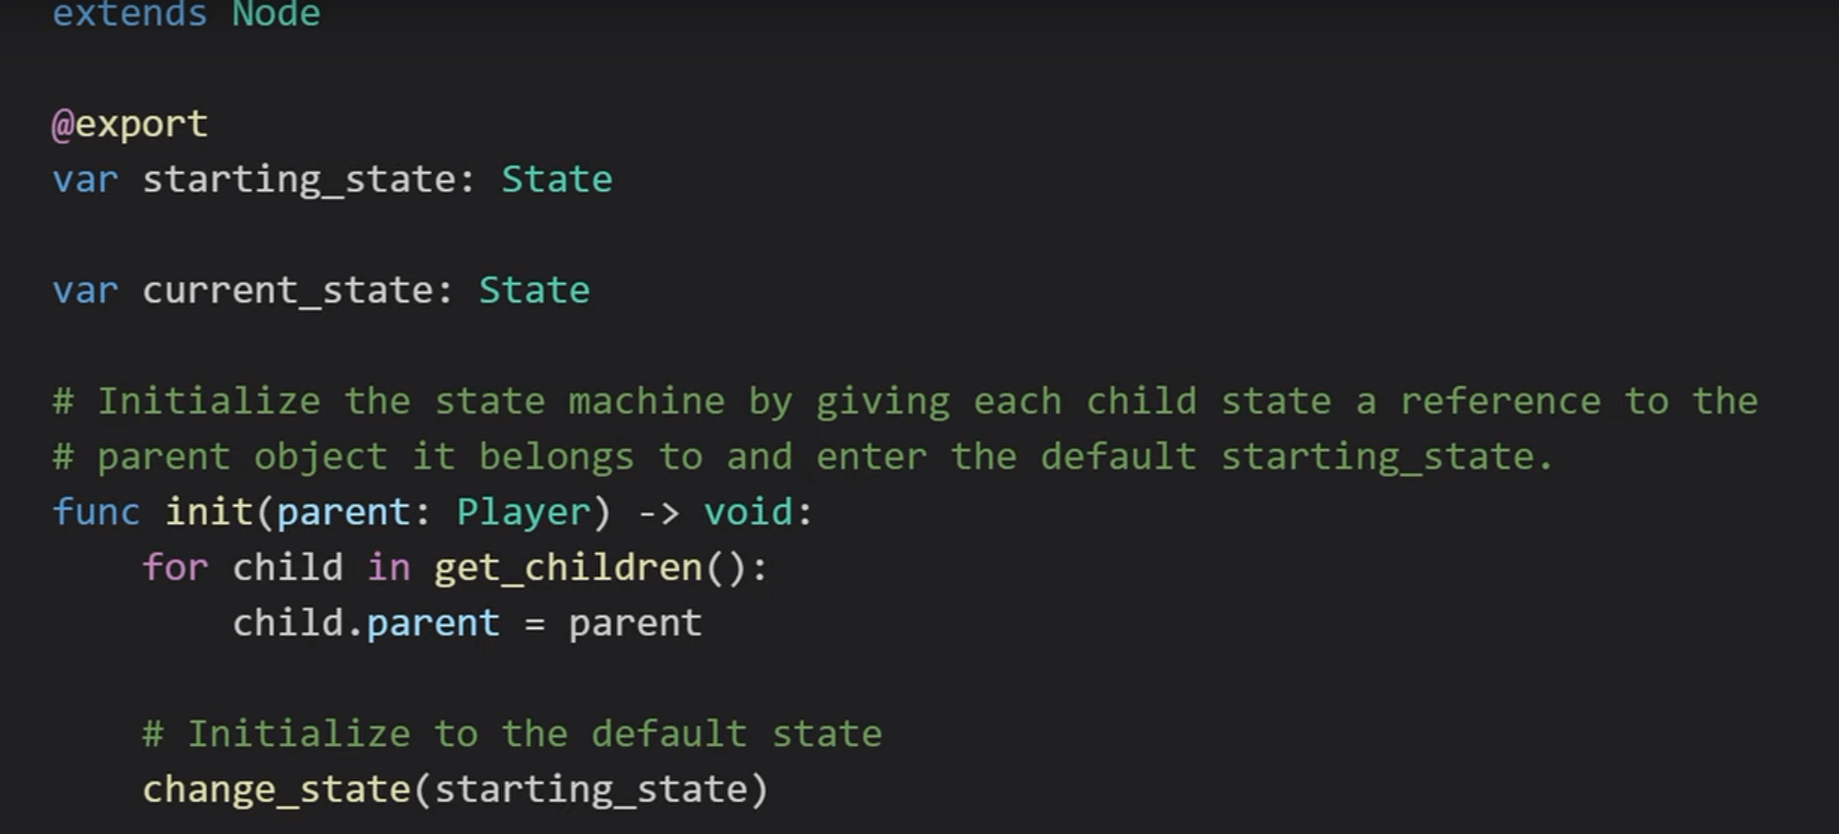 extends Node
@export
var starting_state: State
var current_state: State
# Initialize the state machine by giving each child state a reference to the
# parent object it belongs to and enter the default starting_state.
func init(parent: Player) -> void:
    for child in get_children():
        child.parent = parent
    # Initialize to the default state
    change_state(starting_state)